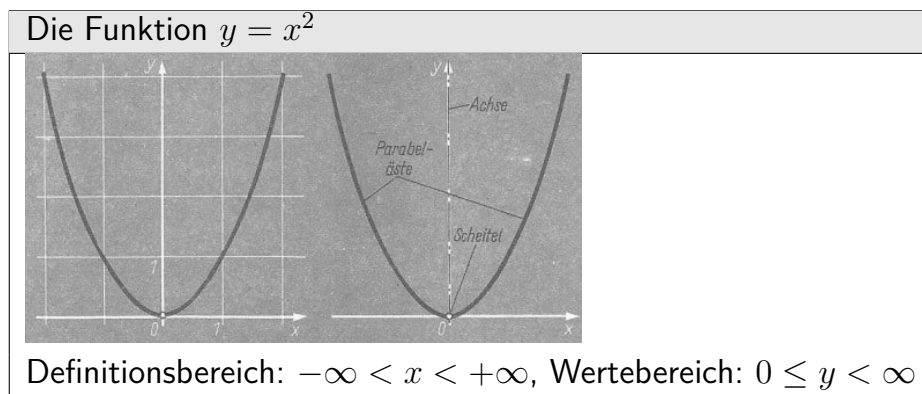 Die Funktion y = x²
y
1
0
1
x
y
Achse
Parabel-
äste
Scheitel
0
x
Definitionsbereich: −∞ < x < +∞, Wertebereich: 0 ≤ y < ∞